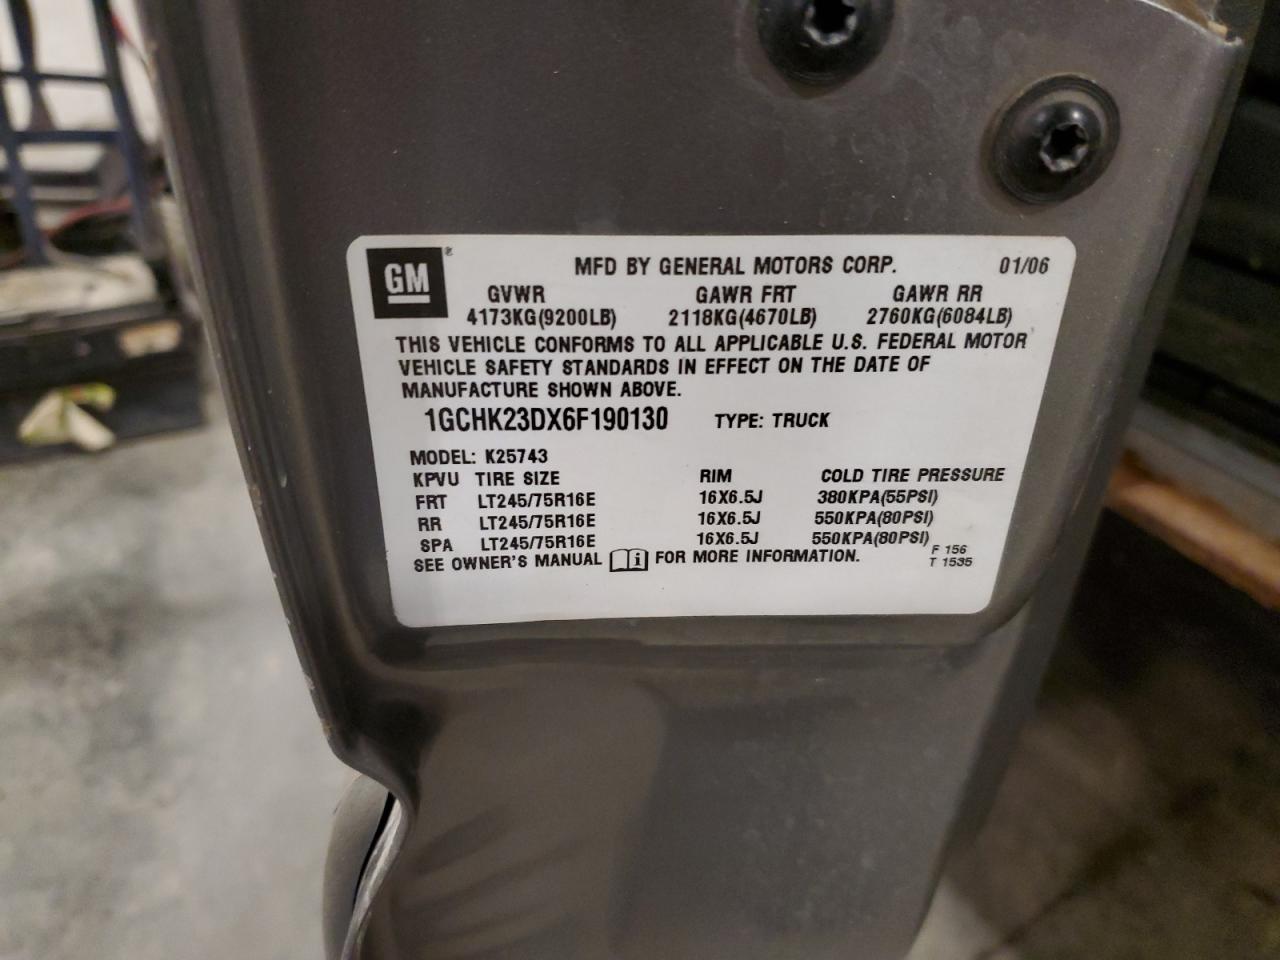 GM®
MFD BY GENERAL MOTORS CORP. 01/06
GVWR GAWR FRT GAWR RR
4173KG(9200LB) 2118KG(4670LB) 2760KG(6084LB)
THIS VEHICLE CONFORMS TO ALL APPLICABLE U.S. FEDERAL MOTOR
VEHICLE SAFETY STANDARDS IN EFFECT ON THE DATE OF
MANUFACTURE SHOWN ABOVE.
1GCHK23DX6F190130 TYPE: TRUCK
MODEL: K25743
KPVU TIRE SIZE RIM COLD TIRE PRESSURE
FRT LT245/75R16E 16X6.5J 380KPA(55PSI)
RR LT245/75R16E 16X6.5J 550KPA(80PSI)
SPA LT245/75R16E 16X6.5J 550KPA(80PSI)
SEE OWNER'S MANUAL i FOR MORE INFORMATION.
F 156
T 1535